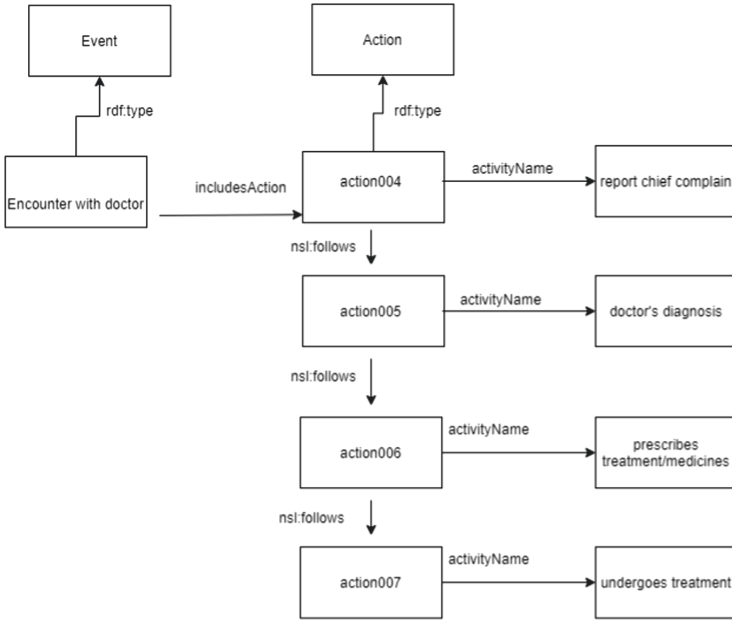 Event
Action
rdf:type
rdf:type
Encounter with doctor
includesAction
action004
activityName
report chief complain
nsl:follows
action005
activityName
doctor's diagnosis
nsl:follows
action006
activityName
prescribes
treatment/medicines
nsl:follows
action007
activityName
undergoes treatment